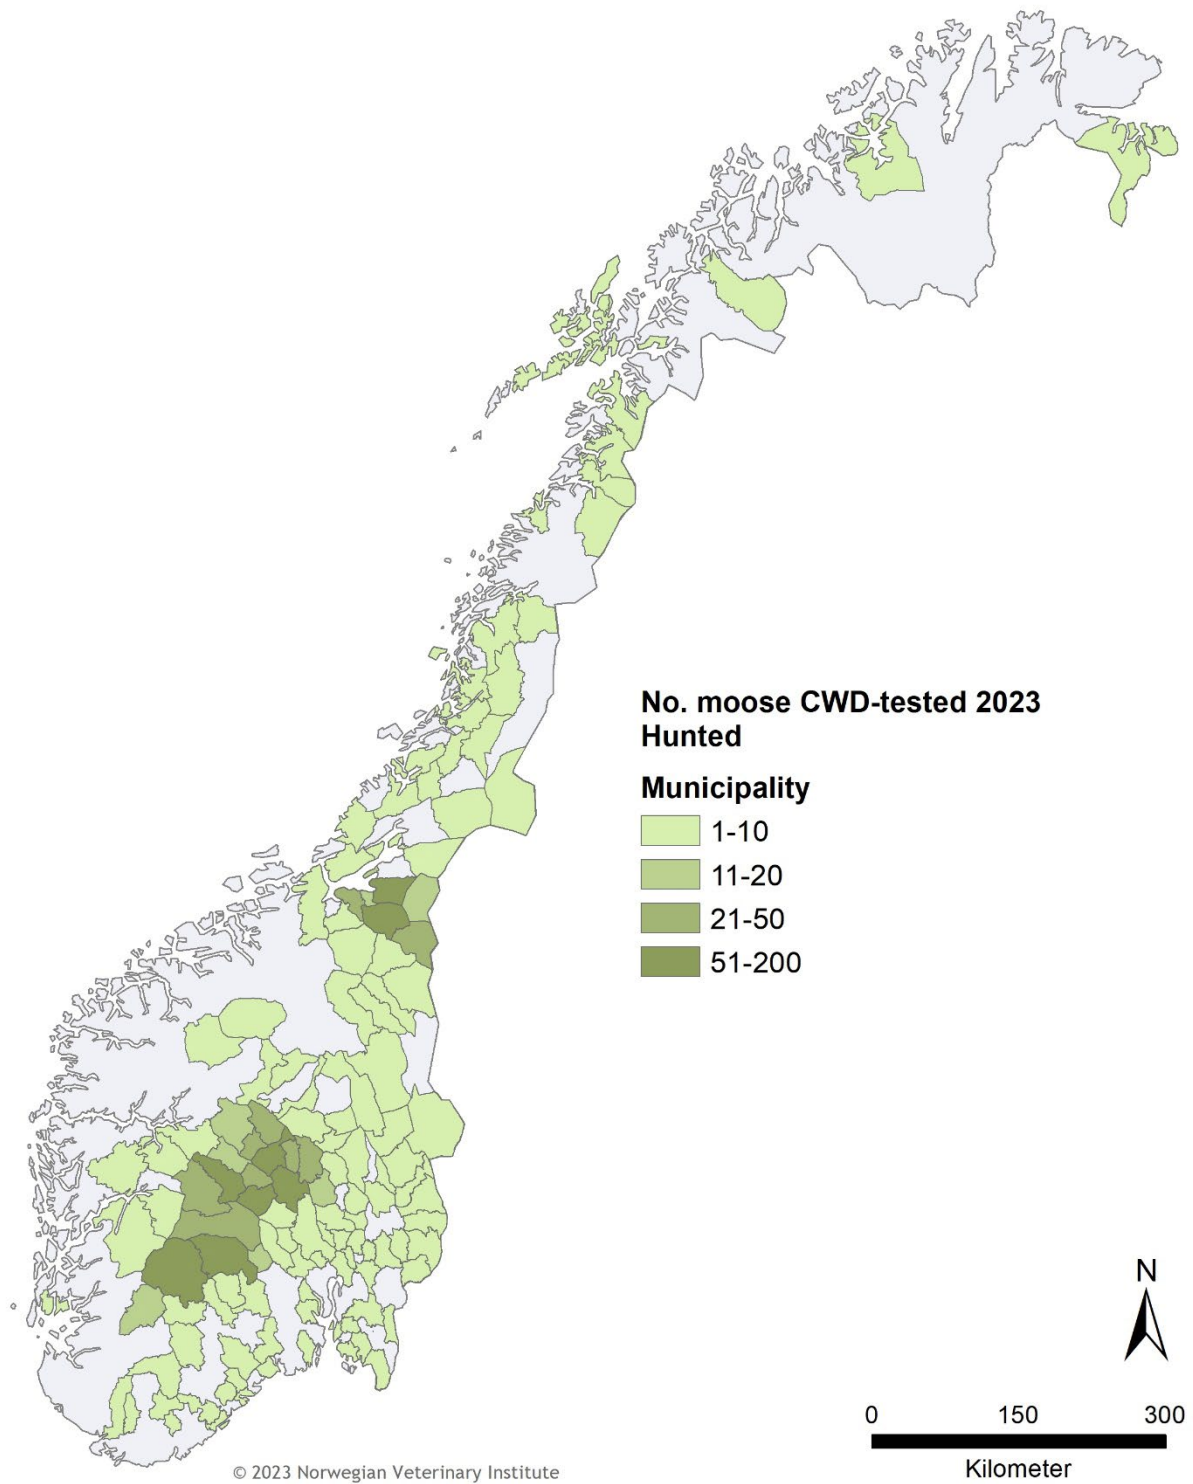 No. moose CWD-tested 2023
Hunted
Municipality
1-10
11-20
21-50
51-200
N
0 150 300
Kilometer
© 2023 Norwegian Veterinary Institute